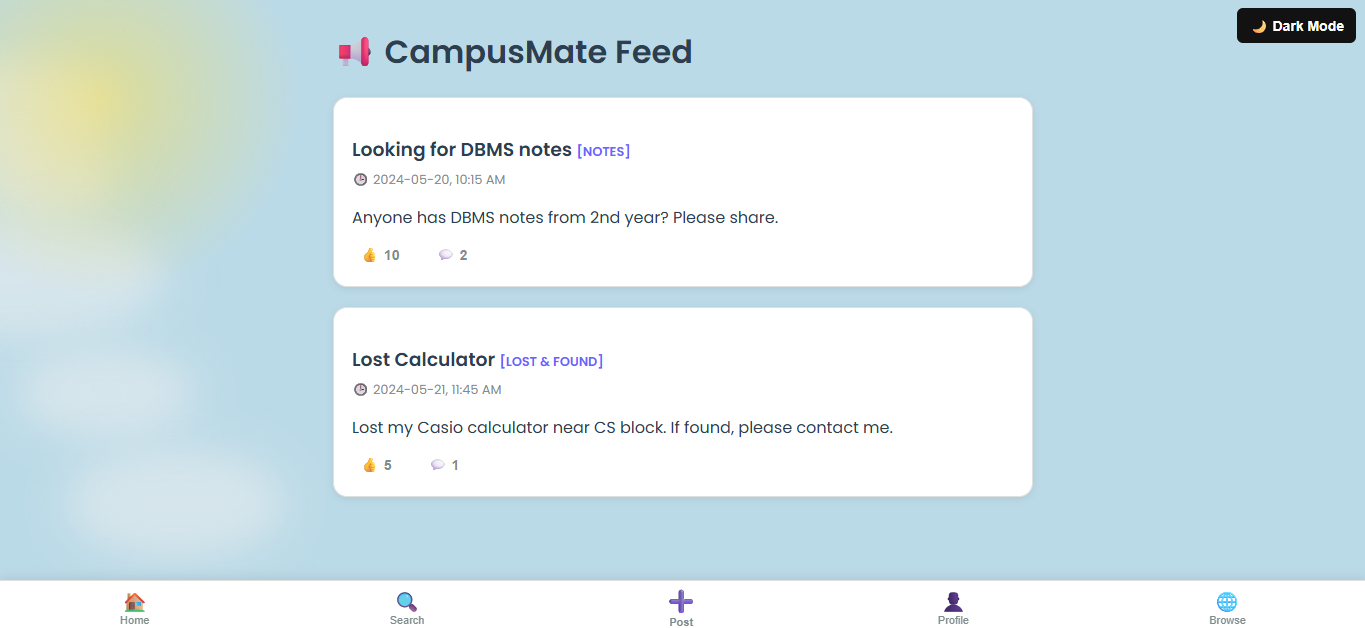 🌙 Dark Mode
📢 CampusMate Feed
Looking for DBMS notes [NOTES]
🕒 2024-05-20, 10:15 AM
Anyone has DBMS notes from 2nd year? Please share.
👍 10 💬 2
Lost Calculator [LOST & FOUND]
🕒 2024-05-21, 11:45 AM
Lost my Casio calculator near CS block. If found, please contact me.
👍 5 💬 1
Home Search Post Profile Browse